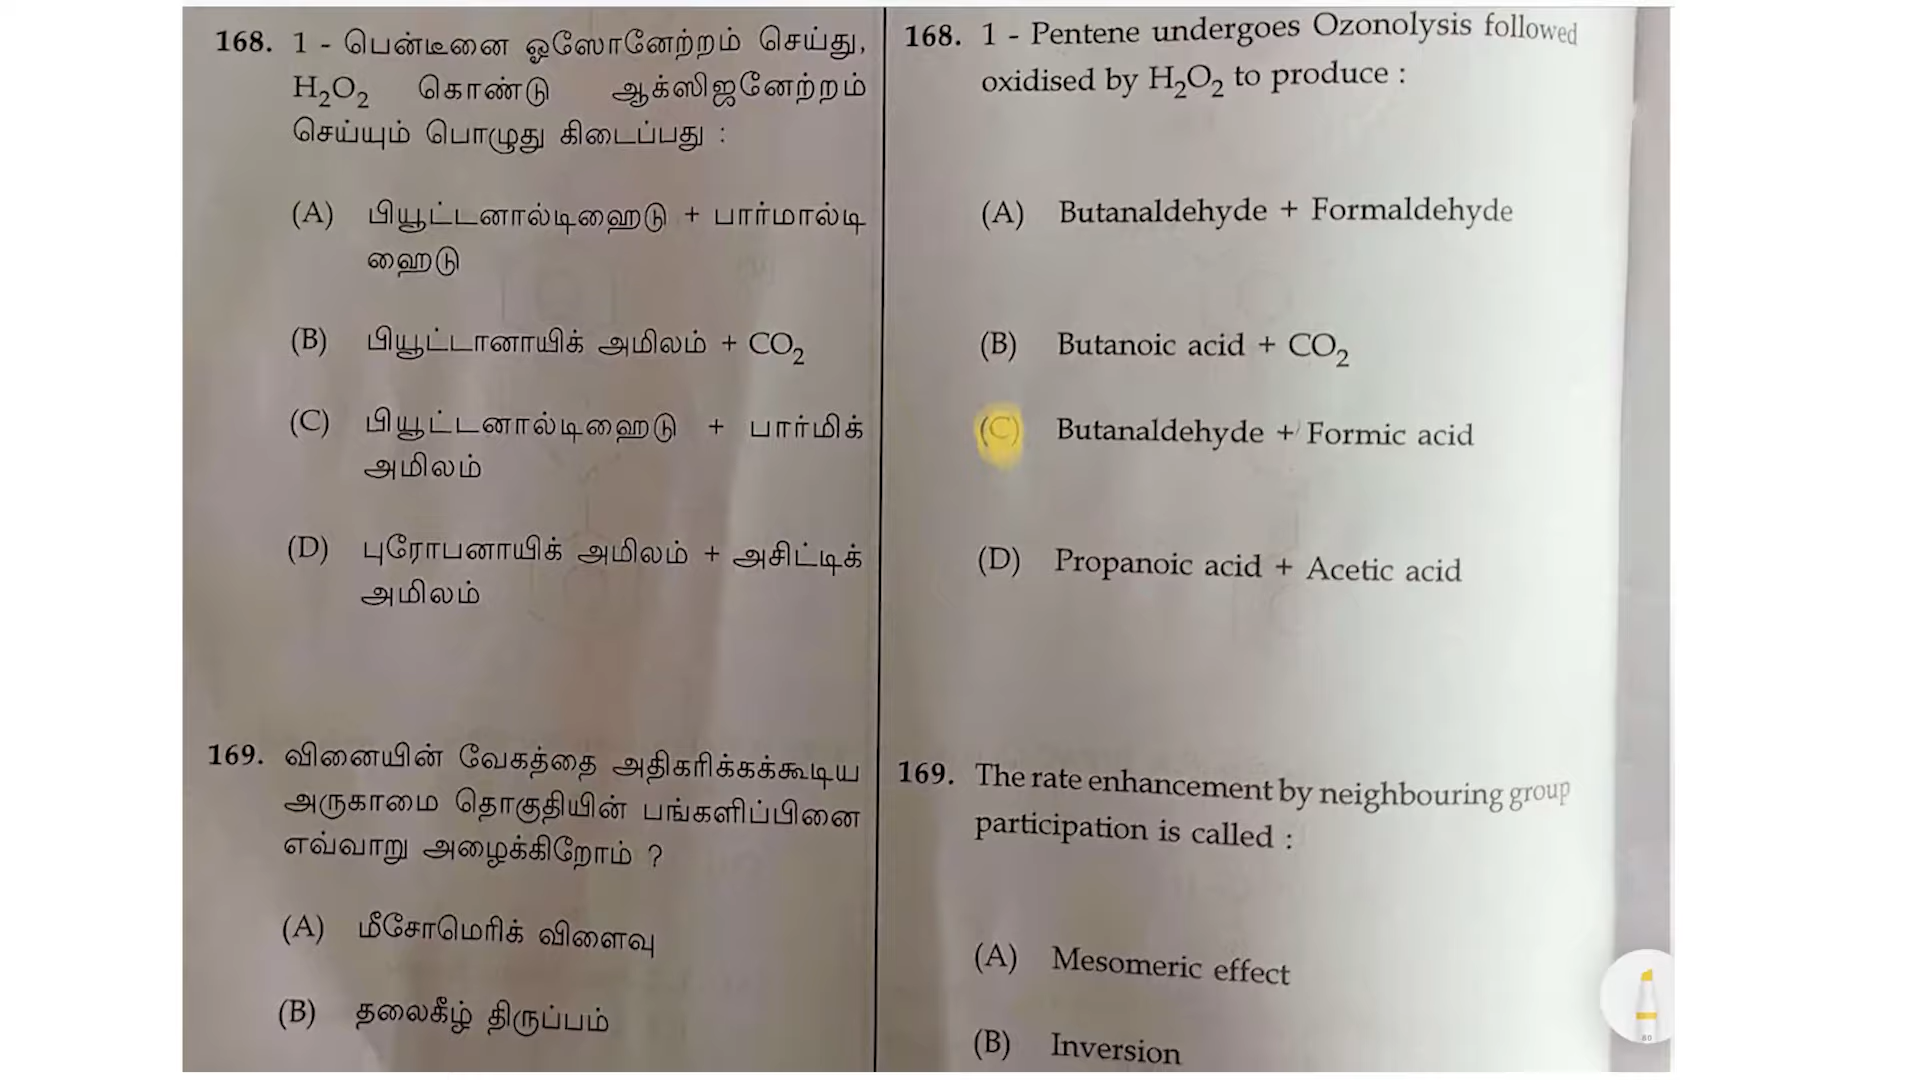 168. 1 - பென்டீனை ஓஸோனேற்றம் செய்து,
H₂O₂ கொண்டு ஆக்ஸிஜனேற்றம்
செய்யும் பொழுது கிடைப்பது :
(A) பியூட்டனால்டிஹைடு + பார்மால்டி
ஹைடு
(B) பியூட்டானாயிக் அமிலம் + CO₂
(C) பியூட்டனால்டிஹைடு + பார்மிக்
அமிலம்
(D) புரோபனாயிக் அமிலம் + அசிட்டிக்
அமிலம்
169. வினையின் வேகத்தை அதிகரிக்கக்கூடிய
அருகாமை தொகுதியின் பங்களிப்பினை
எவ்வாறு அழைக்கிறோம் ?
(A) மீசோமெரிக் விளைவு
(B) தலைகீழ் திருப்பம்
168. 1 - Pentene undergoes Ozonolysis followed
oxidised by H₂O₂ to produce :
(A) Butanaldehyde + Formaldehyde
(B) Butanoic acid + CO₂
(C) Butanaldehyde + Formic acid
(D) Propanoic acid + Acetic acid
169. The rate enhancement by neighbouring group
participation is called :
(A) Mesomeric effect
(B) Inversion
80